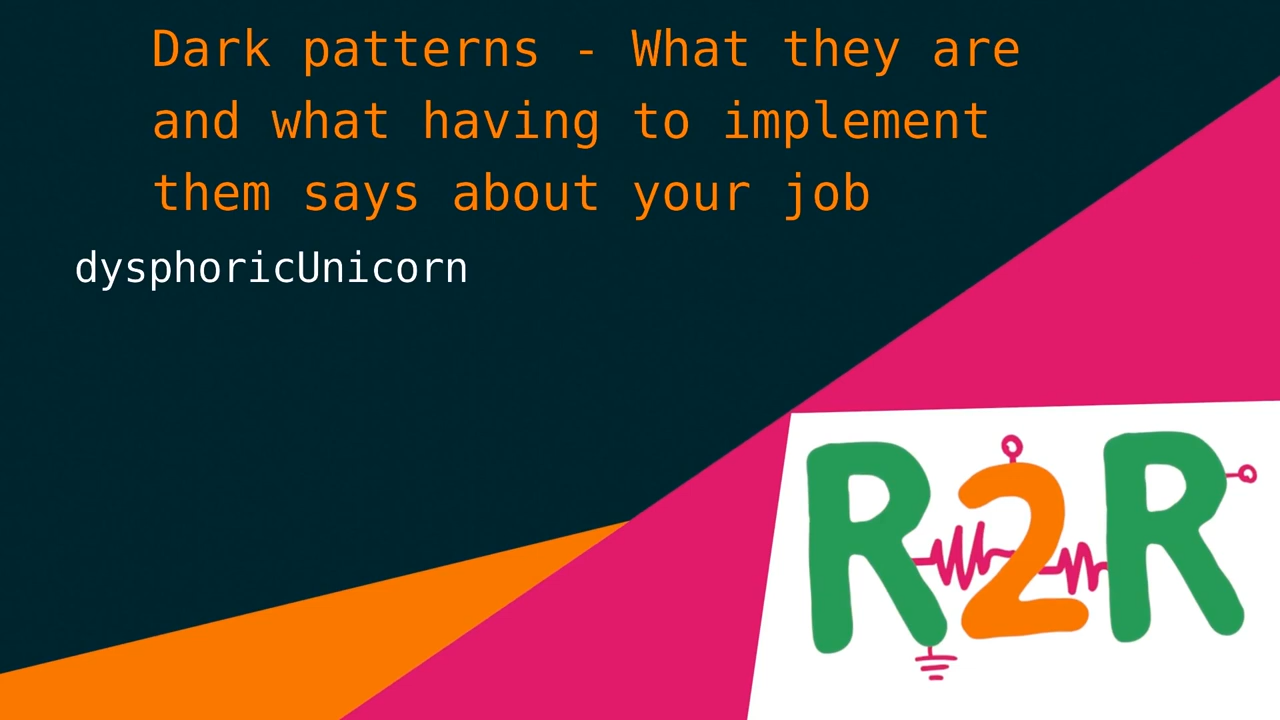 Dark patterns - What they are
and what having to implement
them says about your job
dysphoricUnicorn
R2R